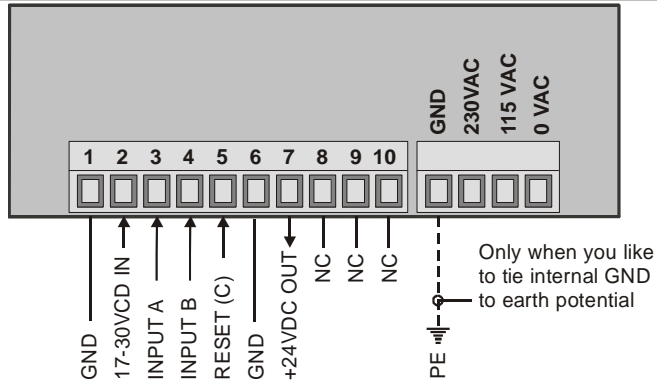 GND
230VAC
115 VAC
0 VAC
1 2 3 4 5 6 7 8 9 10
GND
17-30VCD IN
INPUT A
INPUT B
RESET (C)
GND
+24VDC OUT
NC
NC
NC
PE
Only when you like
to tie internal GND
to earth potential